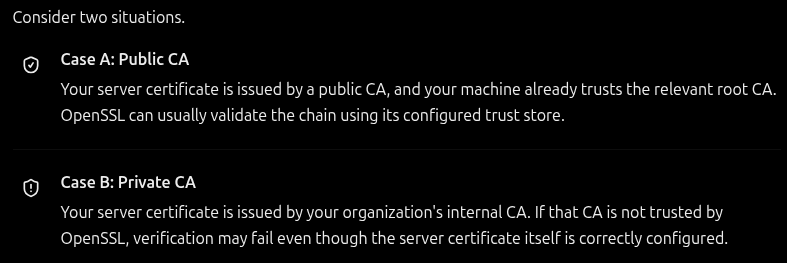 Consider two situations.
Case A: Public CA
Your server certificate is issued by a public CA, and your machine already trusts the relevant root CA.
OpenSSL can usually validate the chain using its configured trust store.
Case B: Private CA
Your server certificate is issued by your organization's internal CA. If that CA is not trusted by
OpenSSL, verification may fail even though the server certificate itself is correctly configured.